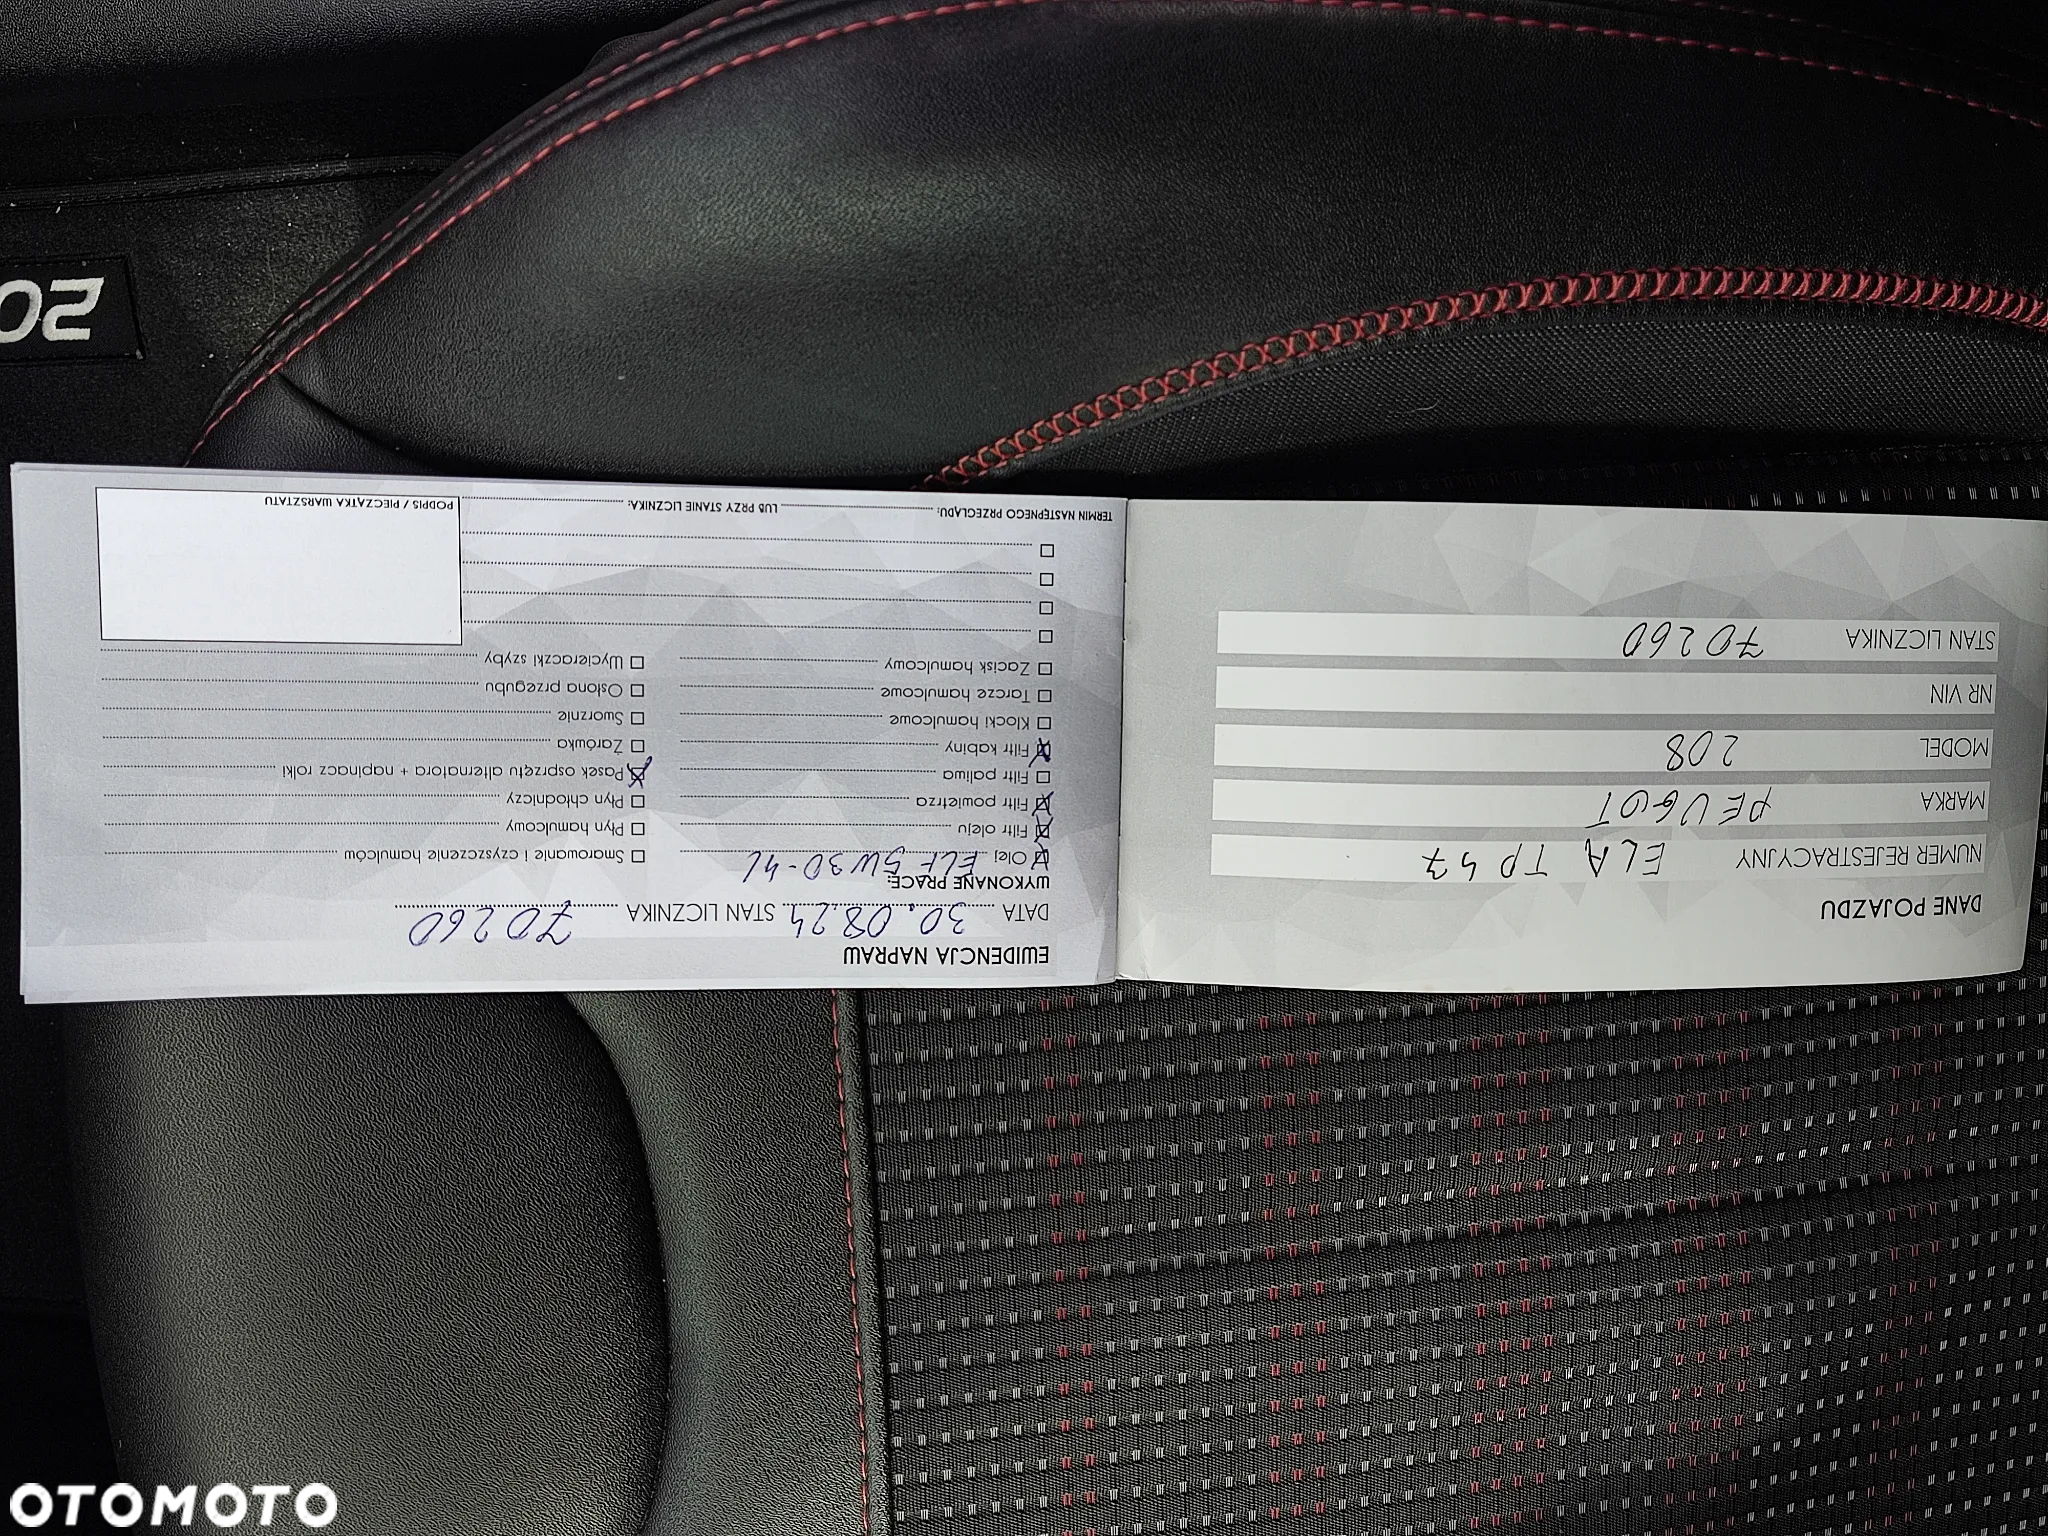 DANE POJAZDU
NUMER REJESTRACYJNY ELA TP57
MARKA PEUGOT
MODEL 208
NR VIN
STAN LICZNIKA 70260
EWIDENCJA NAPRAW
DATA 30.08.24 STAN LICZNIKA 70260
WYKONANE PRACE:
Olej ELF 5W30-4L
Filtr oleju
Filtr powietrza
Filtr paliwa
Filtr kabiny
Klocki hamulcowe
Tarcze hamulcowe
Zacisk hamulcowy
Smarowanie i czyszczenie hamulców
Płyn hamulcowy
Płyn chłodniczy
Pasek osprzętu alternatora + napinacz rolki
Żarówka
Sworznie
Osłona przegubu
Wycieraczki szyby
TERMIN NASTĘPNEGO PRZEGLĄDU: LUB PRZY STANIE LICZNIKA:
PODPIS / PIECZĄTKA WARSZTATU
20
OTOMOTO